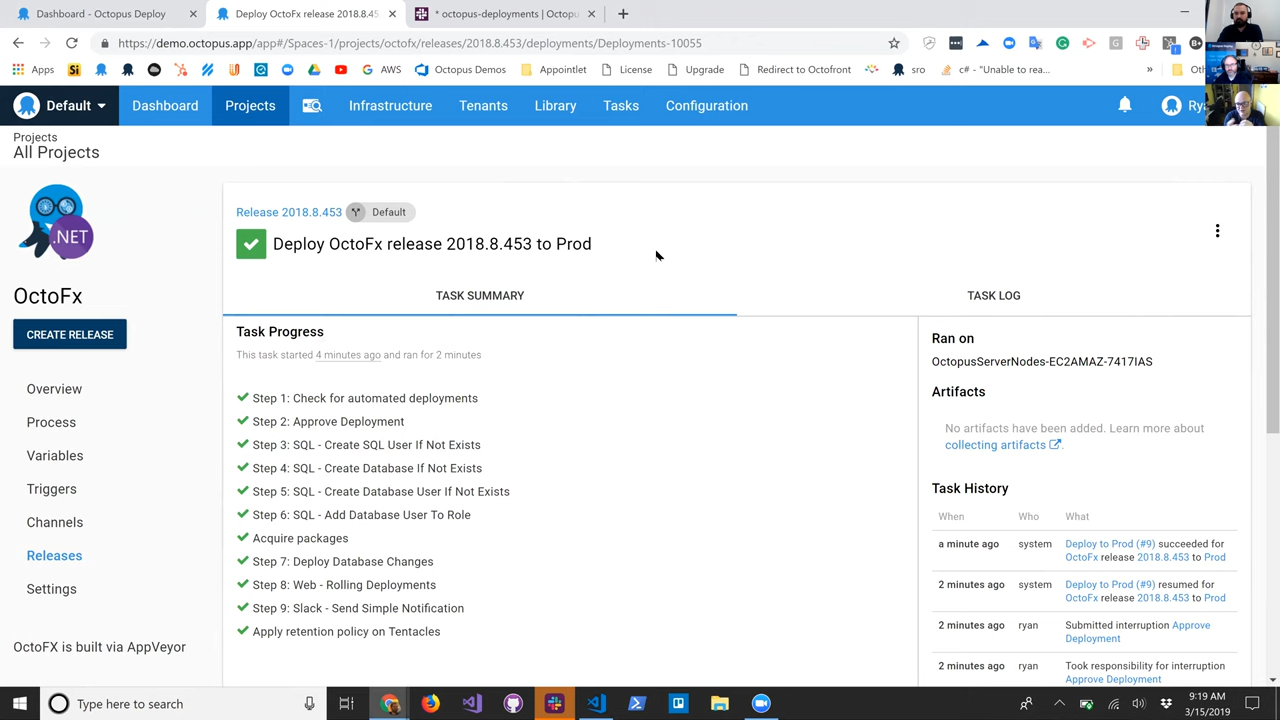 Dashboard - Octopus Deploy
Deploy OctoFx release 2018.8.45
* octopus-deployments | Octopu
https://demo.octopus.app/app#/Spaces-1/projects/octofx/releases/2018.8.453/deployments/Deployments-10055
Apps
AWS
Octopus Demos
Appointlet
License
Upgrade
Redirect to Octofront
sro
c# - "Unable to rea...
»
Default
Dashboard
Projects
Infrastructure
Tenants
Library
Tasks
Configuration
Projects
All Projects
.NET
OctoFx
CREATE RELEASE
Overview
Process
Variables
Triggers
Channels
Releases
Settings
OctoFX is built via AppVeyor
Release 2018.8.453 Default
Deploy OctoFx release 2018.8.453 to Prod
TASK SUMMARY
TASK LOG
Task Progress
This task started 4 minutes ago and ran for 2 minutes
Step 1: Check for automated deployments
Step 2: Approve Deployment
Step 3: SQL - Create SQL User If Not Exists
Step 4: SQL - Create Database If Not Exists
Step 5: SQL - Create Database User If Not Exists
Step 6: SQL - Add Database User To Role
Acquire packages
Step 7: Deploy Database Changes
Step 8: Web - Rolling Deployments
Step 9: Slack - Send Simple Notification
Apply retention policy on Tentacles
Ran on
OctopusServerNodes-EC2AMAZ-7417IAS
Artifacts
No artifacts have been added. Learn more about
collecting artifacts.
Task History
When Who What
a minute ago system Deploy to Prod (#9) succeeded for
OctoFx release 2018.8.453 to Prod
2 minutes ago system Deploy to Prod (#9) resumed for
OctoFx release 2018.8.453 to Prod
2 minutes ago ryan Submitted interruption Approve
Deployment
2 minutes ago ryan Took responsibility for interruption
Approve Deployment
Type here to search
9:19 AM
3/15/2019